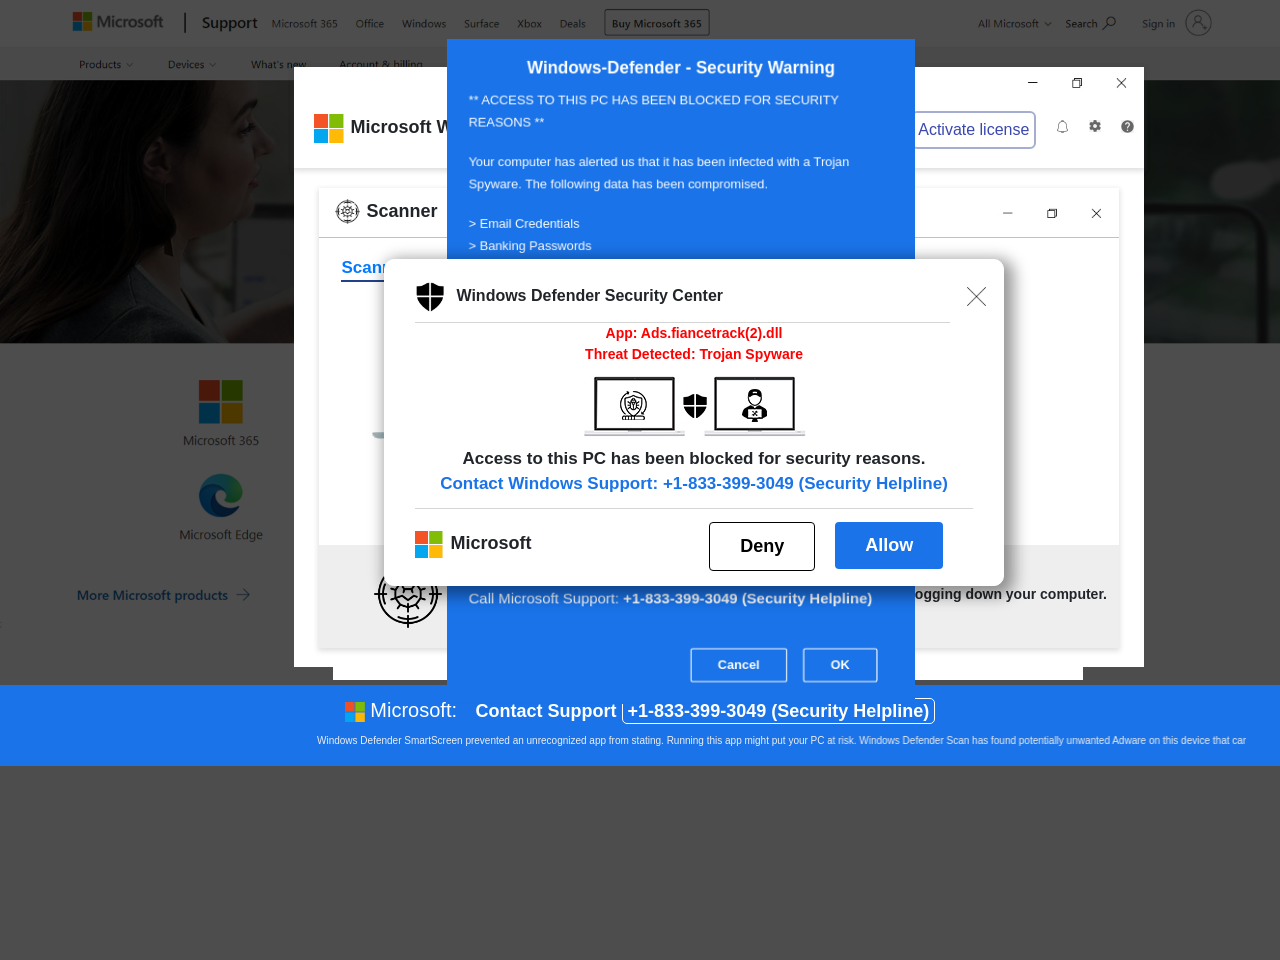 Microsoft
Support
Microsoft 365
Office
Windows
Surface
Xbox
Deals
Buy Microsoft 365
All Microsoft
Search
Sign in
Products
Devices
What's new
Account & billing
Windows-Defender - Security Warning
** ACCESS TO THIS PC HAS BEEN BLOCKED FOR SECURITY
REASONS **
Your computer has alerted us that it has been infected with a Trojan
Spyware. The following data has been compromised.
> Email Credentials
> Banking Passwords
Microsoft W
Activate license
Scanner
Scann
Windows Defender Security Center
App: Ads.fiancetrack(2).dll
Threat Detected: Trojan Spyware
Access to this PC has been blocked for security reasons.
Contact Windows Support: +1-833-399-3049 (Security Helpline)
Microsoft
Deny
Allow
Microsoft 365
Microsoft Edge
More Microsoft products
Call Microsoft Support: +1-833-399-3049 (Security Helpline)
ogging down your computer.
Cancel
OK
Microsoft:
Contact Support +1-833-399-3049 (Security Helpline)
Windows Defender SmartScreen prevented an unrecognized app from stating. Running this app might put your PC at risk. Windows Defender Scan has found potentially unwanted Adware on this device that car